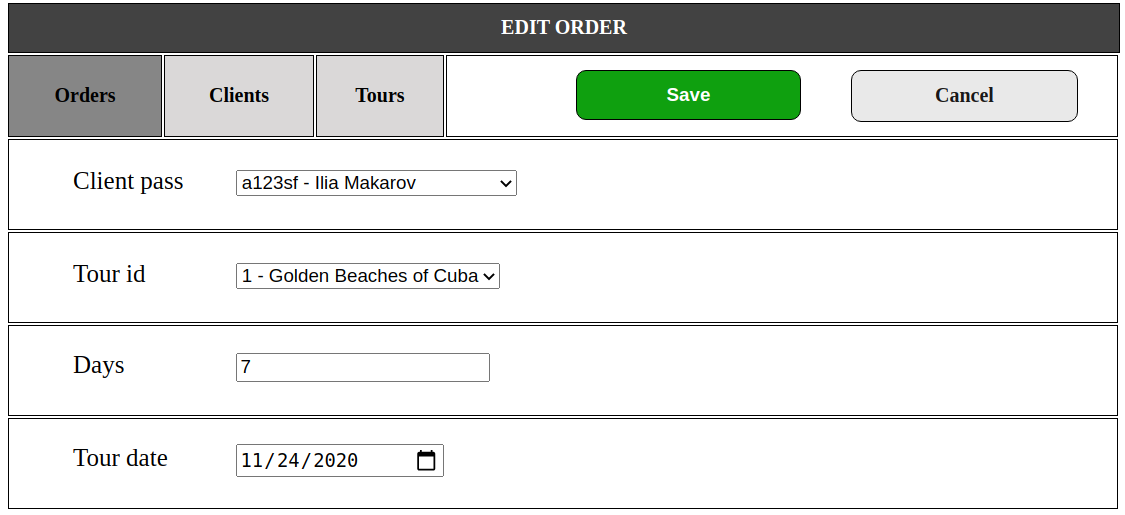 EDIT ORDER
Orders Clients Tours Save Cancel
Client pass a123sf - Ilia Makarov
Tour id 1 - Golden Beaches of Cuba
Days 7
Tour date 11/24/2020